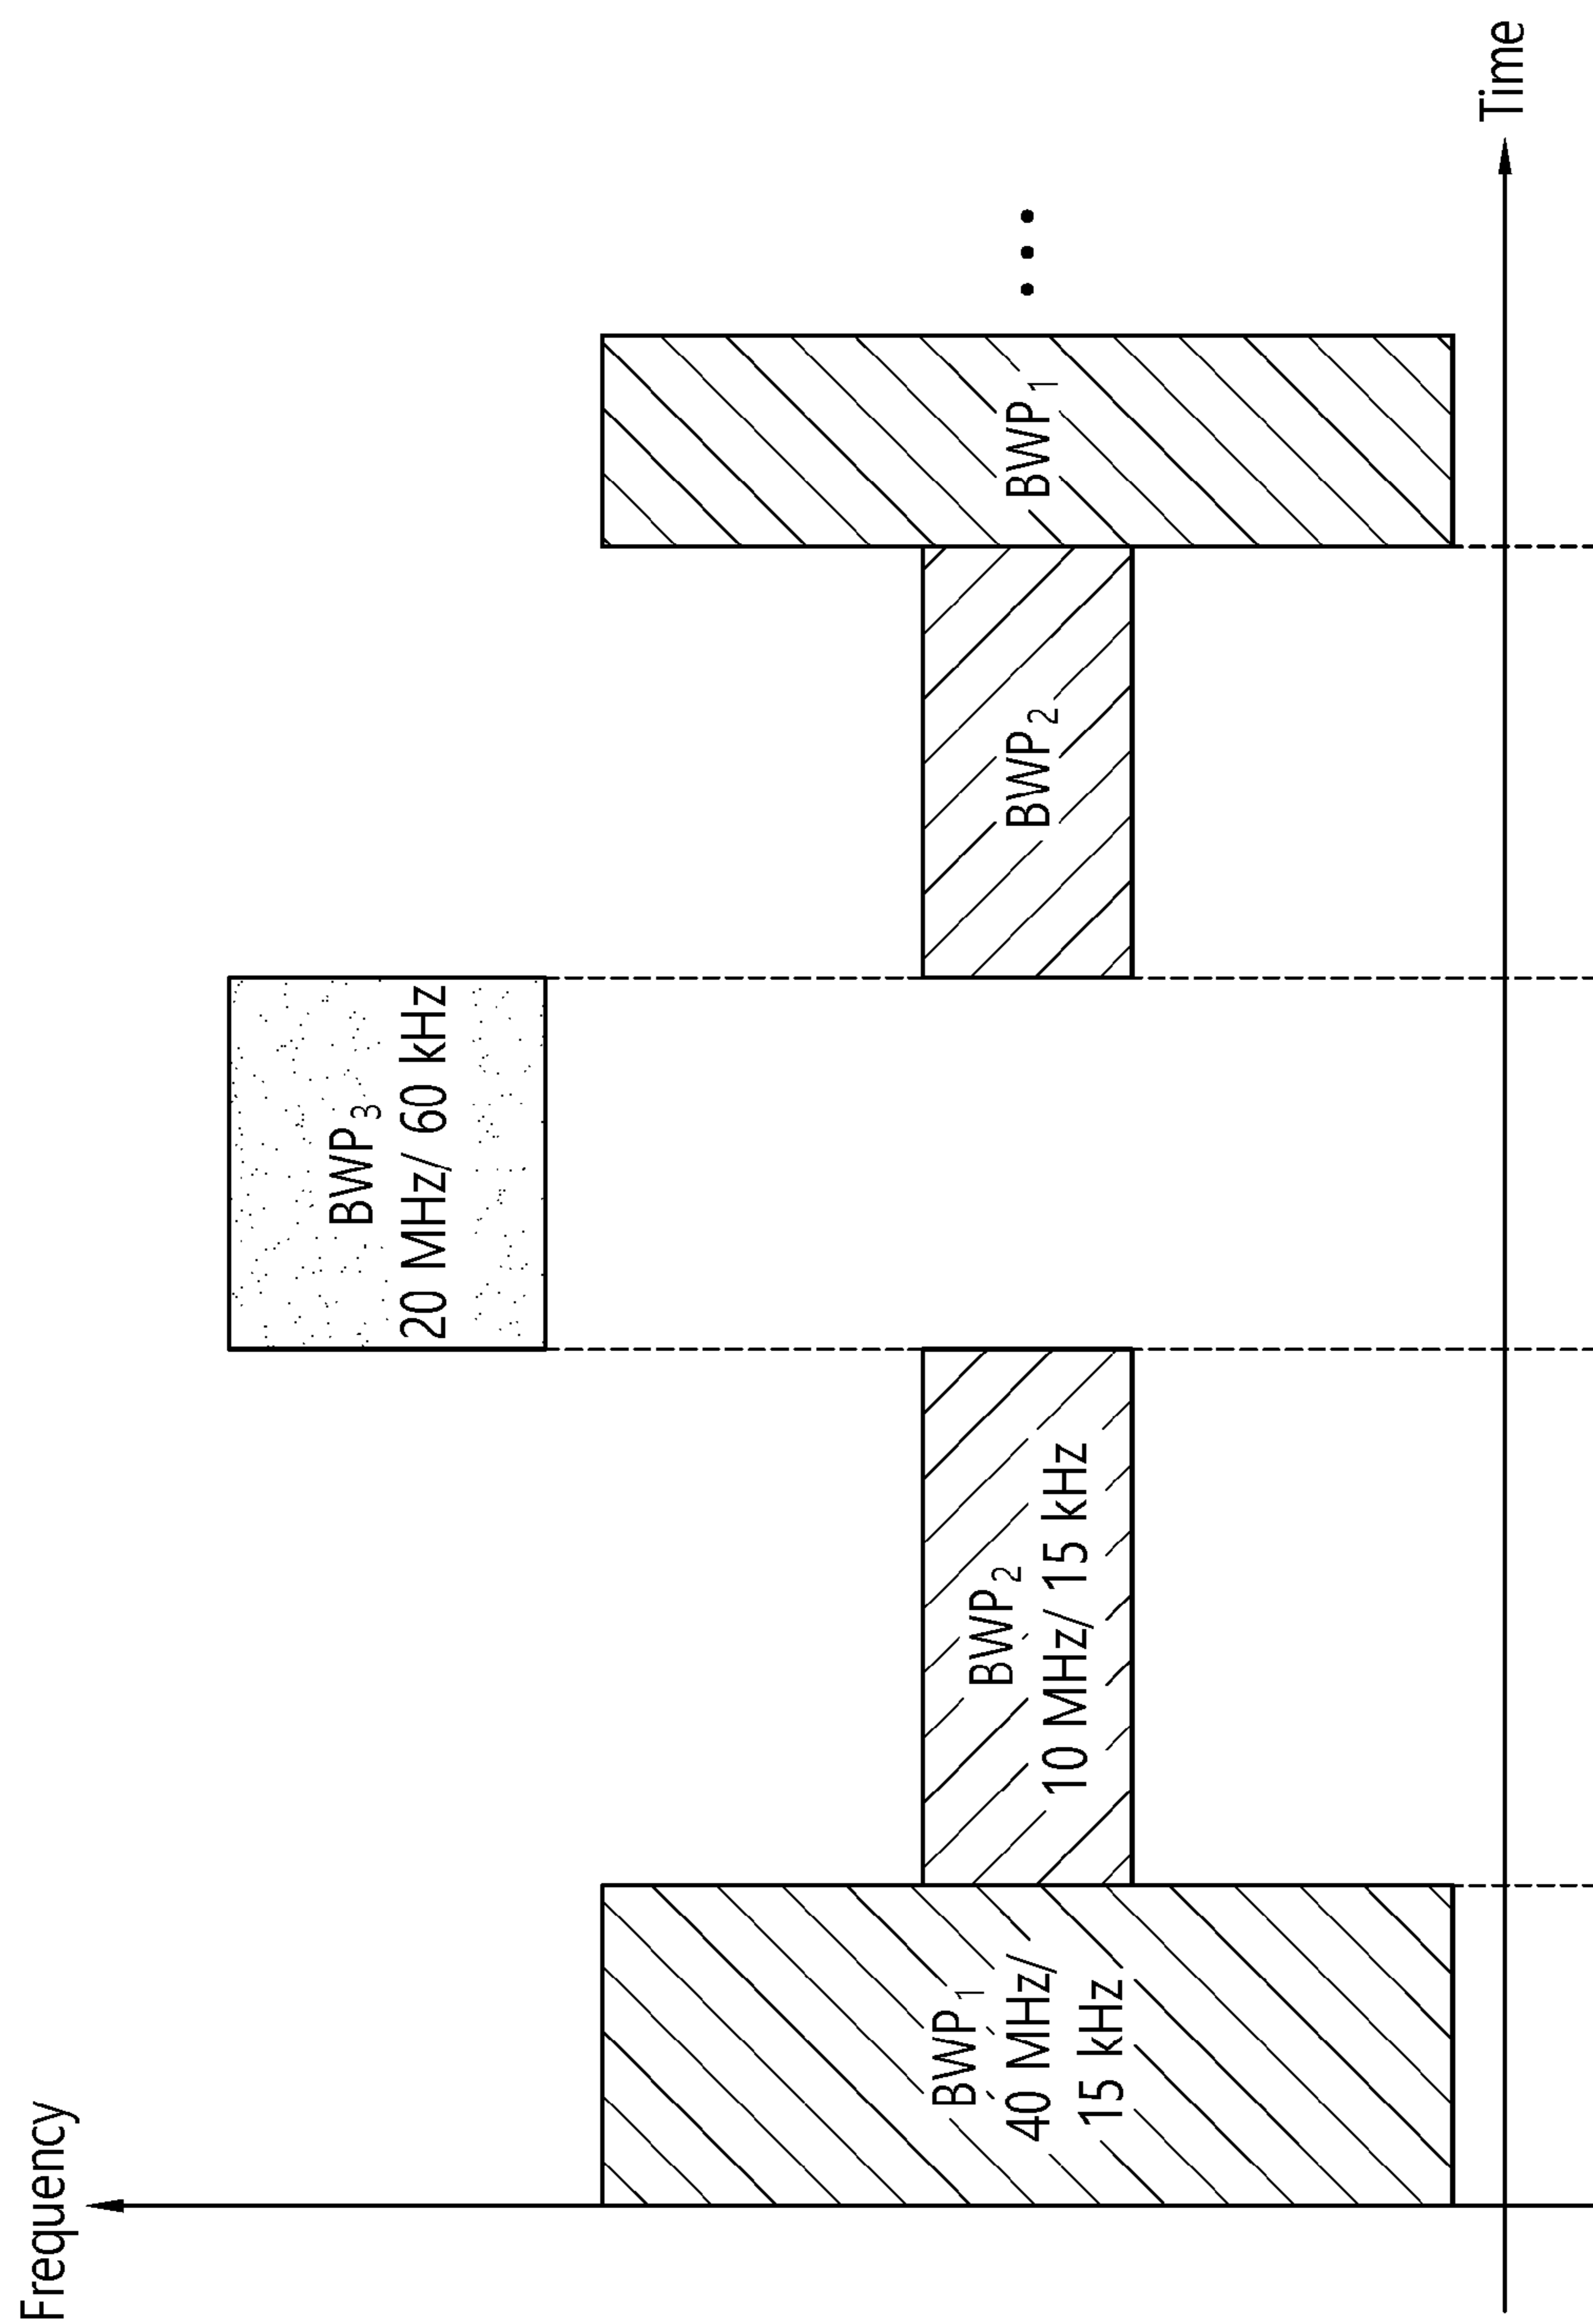 Frequency
BWP3
20 MHz/ 60 kHz
BWP1
40 MHz/
15 kHz
BWP2
10 MHz/ 15 kHz
BWP2
BWP1
...
Time